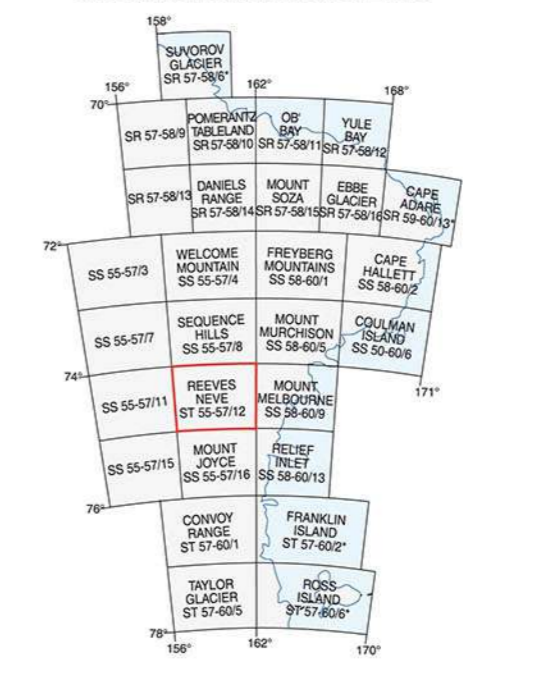 158°
SUVOROV
GLACIER
SR 57-58/6*
156°
162°
168°
70°
SR 57-58/9
POMERANTZ
TABLELAND
SR 57-58/10
OB'
BAY
SR 57-58/11
YULE
BAY
SR 57-58/12
SR 57-58/13
DANIELS
RANGE
SR 57-58/14
MOUNT
SOZA
SR 57-58/15
EBBE
GLACIER
SR 57-58/16
CAPE
ADARE
SR 59-60/13*
72°
SS 55-57/3
WELCOME
MOUNTAIN
SS 55-57/4
FREYBERG
MOUNTAINS
SS 58-60/1
CAPE
HALLETT
SS 58-60/2
SS 55-57/7
SEQUENCE
HILLS
SS 55-57/8
MOUNT
MURCHISON
SS 58-60/5
COULMAN
ISLAND
SS 50-60/6
74°
171°
SS 55-57/11
REEVES
NEVE
ST 55-57/12
MOUNT
MELBOURNE
SS 58-60/9
SS 55-57/15
MOUNT
JOYCE
SS 55-57/16
RELIEF
INLET
SS 58-60/13
76°
CONVOY
RANGE
ST 57-60/1
FRANKLIN
ISLAND
ST 57-60/2*
TAYLOR
GLACIER
ST 57-60/5
ROSS
ISLAND
ST 57-60/6*
78°
156°
162°
170°